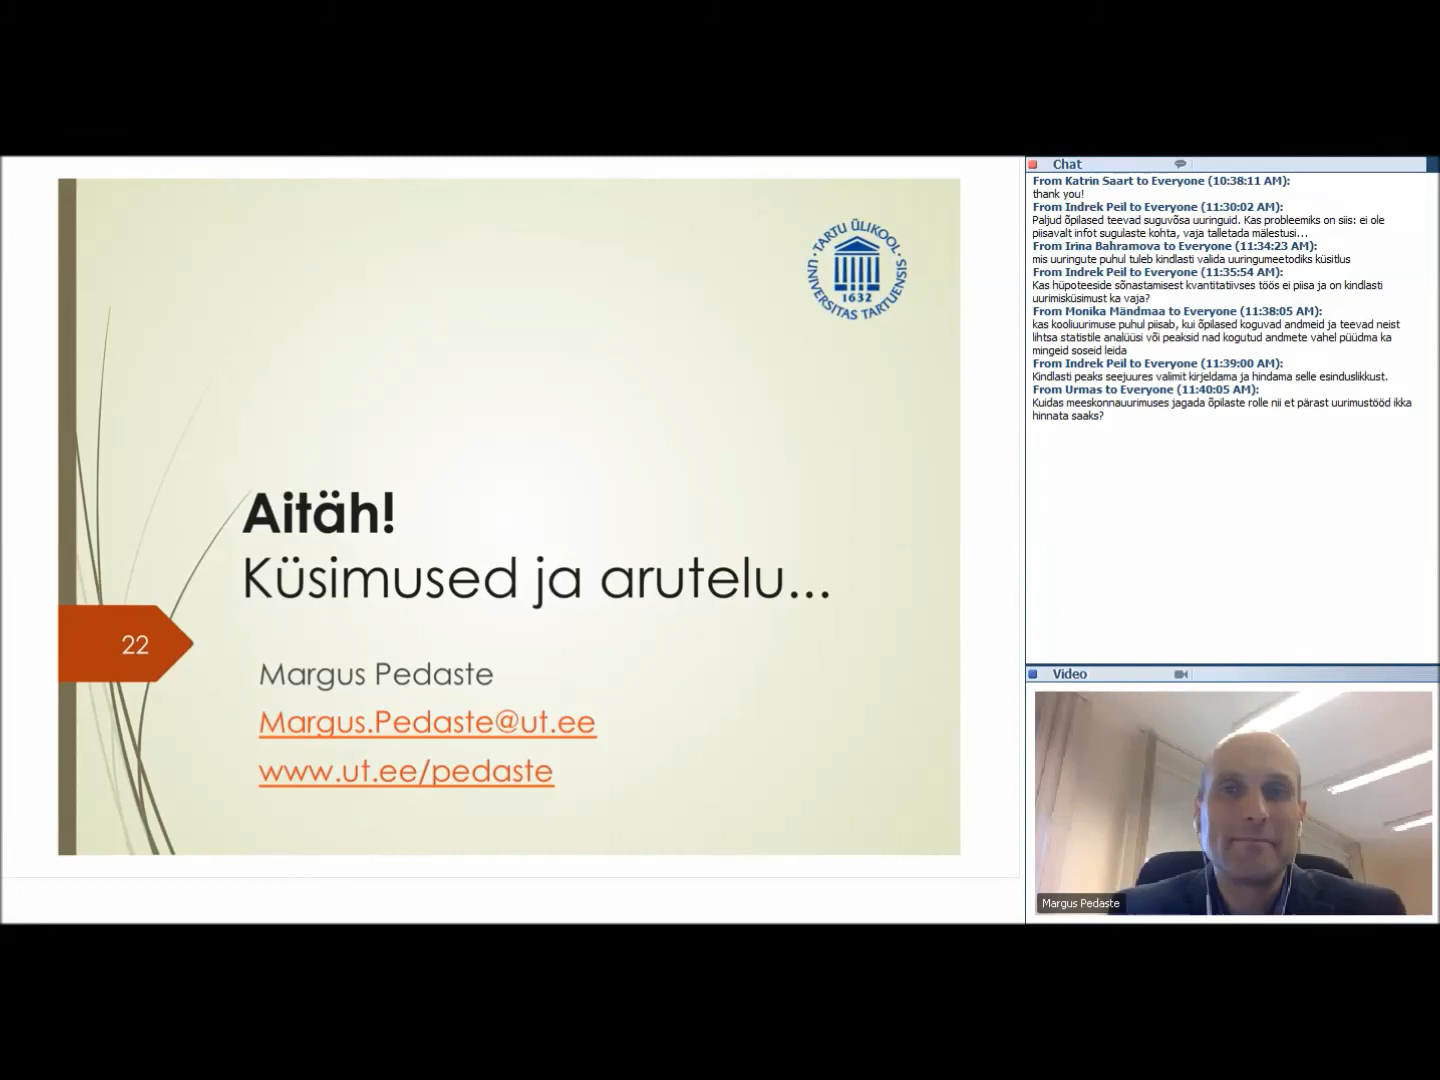 TARTU ÜLIKOOL
UNIVERSITAS TARTUENSIS
1632
Aitäh!
Küsimused ja arutelu...
22
Margus Pedaste
Margus.Pedaste@ut.ee
www.ut.ee/pedaste
Chat
From Katrin Saart to Everyone (10:38:11 AM):
thank you!
From Indrek Peil to Everyone (11:30:02 AM):
Paljud õpilased teevad suguvõsa uuringuid. Kas probleemiks on siis: ei ole
piisavalt infot sugulaste kohta, vaja talletada mälestusi...
From Irina Bahramova to Everyone (11:34:23 AM):
mis uuringute puhul tuleb kindlasti valida uuringumeetodiks küsitlus
From Indrek Peil to Everyone (11:35:54 AM):
Kas hüpoteeside sõnastamisest kvantitatiivses töös ei piisa ja on kindlasti
uurimisküsimust ka vaja?
From Monika Mändmaa to Everyone (11:38:05 AM):
kas kooliuurimuse puhul piisab, kui õpilased koguvad andmeid ja teevad neist
lihtsa statistile analüüsi või peaksid nad kogutud andmete vahel püüdma ka
mingeid soseid leida
From Indrek Peil to Everyone (11:39:00 AM):
Kindlasti peaks seejuures valimit kirjeldama ja hindama selle esinduslikkust.
From Urmas to Everyone (11:40:05 AM):
Kuidas meeskonnauurimuses jagada õpilaste rolle nii et pärast uurimustööd ikka
hinnata saaks?
Video
Margus Pedaste